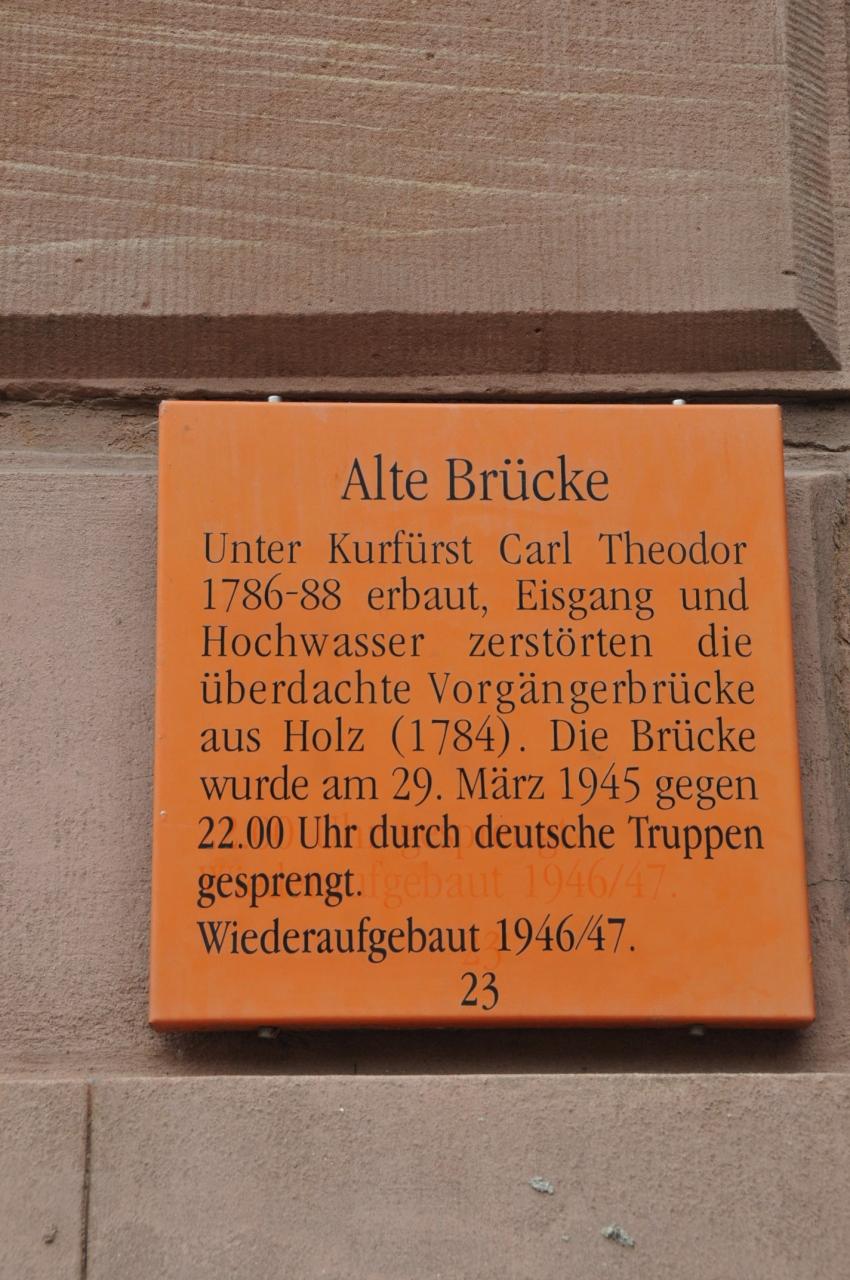 Alte Brücke
Unter Kurfürst Carl Theodor
1786-88 erbaut, Eisgang und
Hochwasser zerstörten die
überdachte Vorgängerbrücke
aus Holz (1784). Die Brücke
wurde am 29. März 1945 gegen
22.00 Uhr durch deutsche Truppen
gesprengt.
Wiederaufgebaut 1946/47.
23